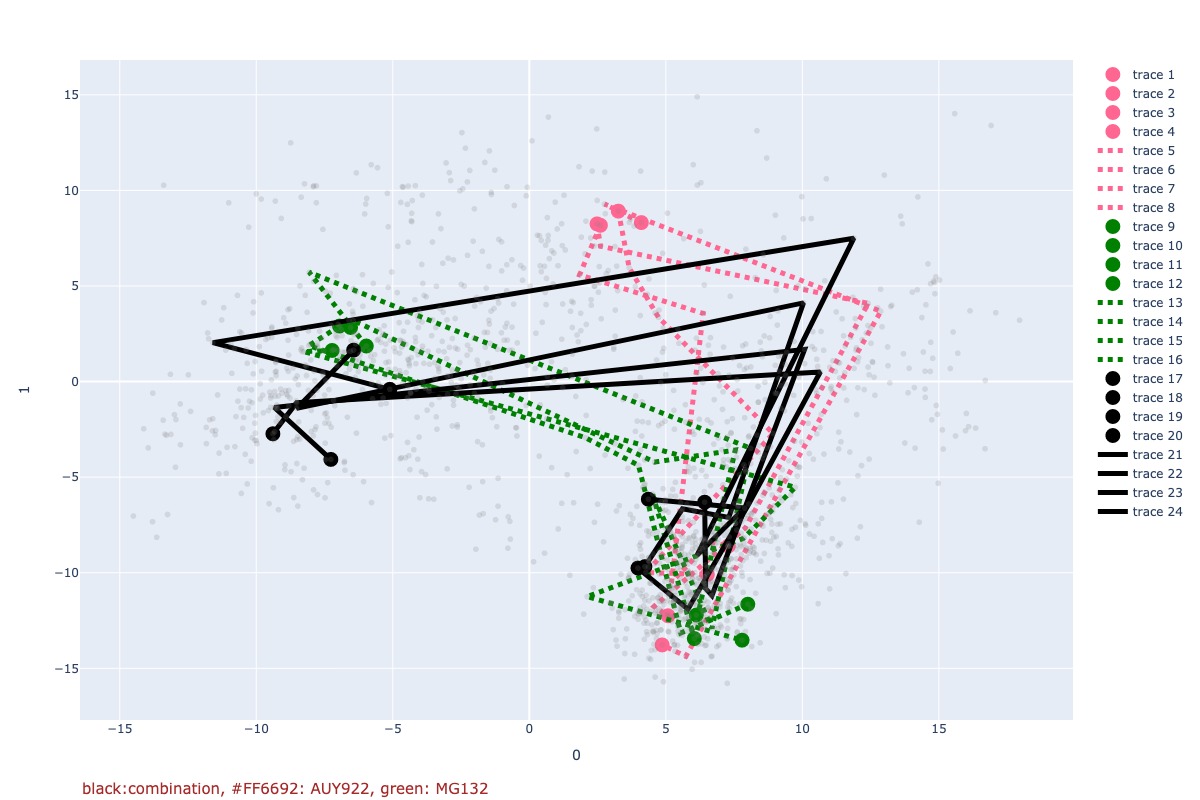 15
10
5
0
−5
−10
−15
−15
−10
−5
0
5
10
15
0
1
trace 1
trace 2
trace 3
trace 4
trace 5
trace 6
trace 7
trace 8
trace 9
trace 10
trace 11
trace 12
trace 13
trace 14
trace 15
trace 16
trace 17
trace 18
trace 19
trace 20
trace 21
trace 22
trace 23
trace 24
black:combination, #FF6692: AUY922, green: MG132